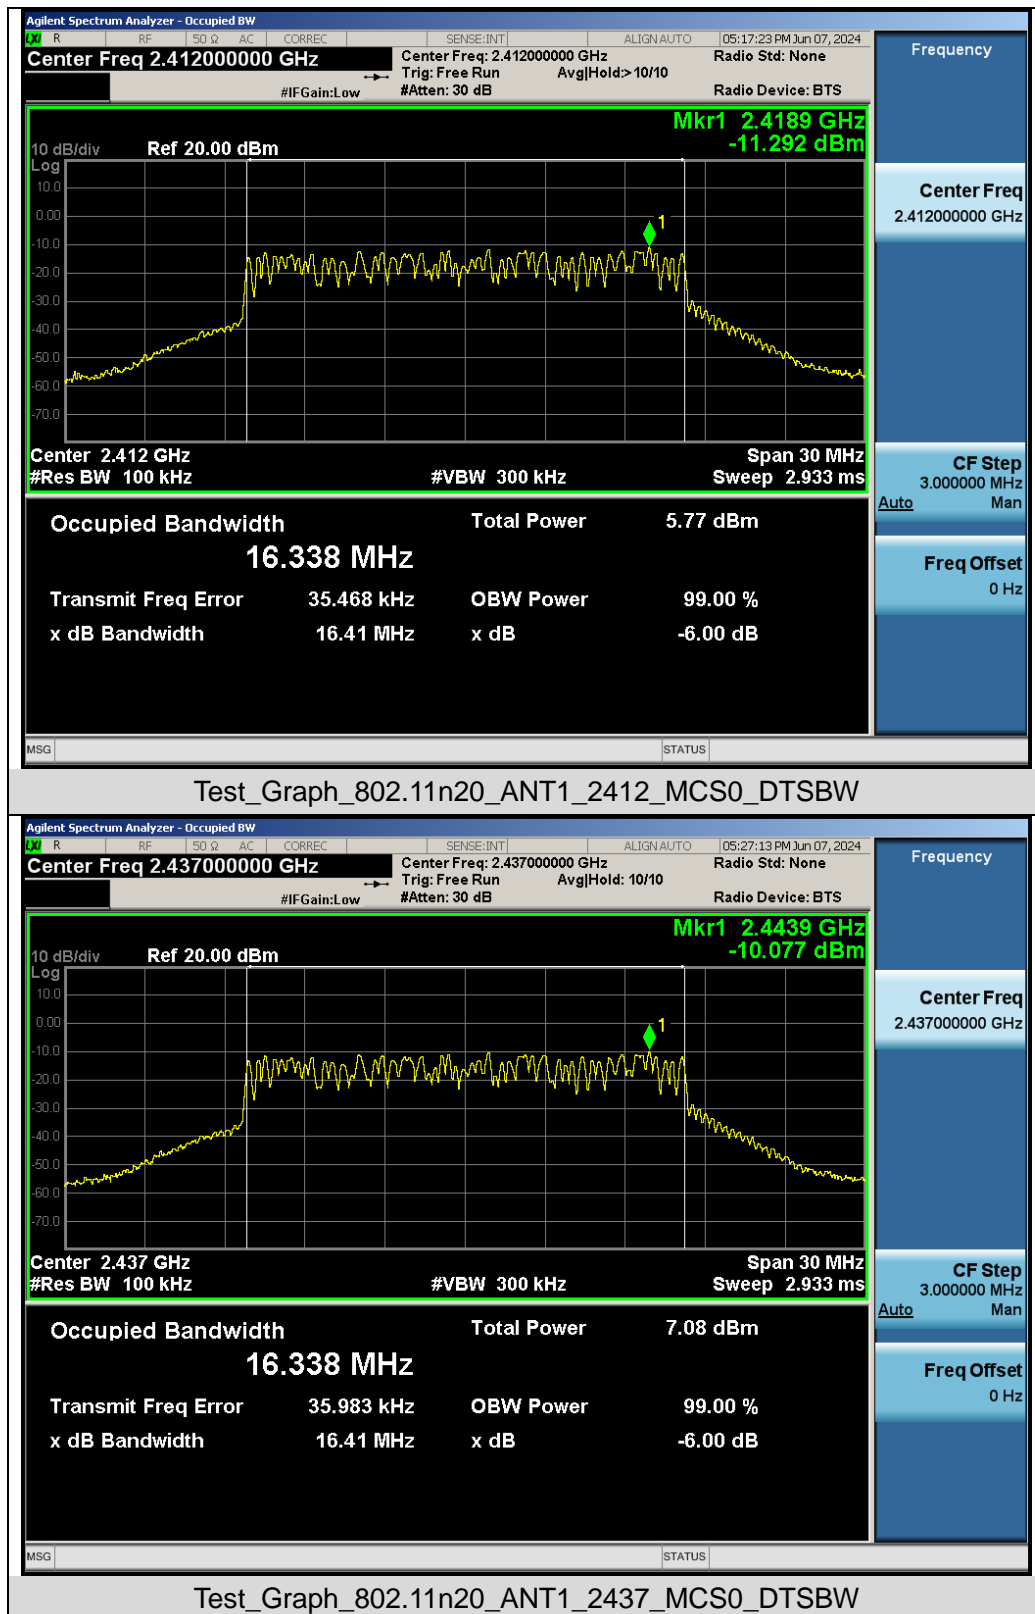 Agilent Spectrum Analyzer - Occupied BW
LXI R RF 50 Ω AC CORREC SENSE:INT ALIGN AUTO 05:17:23 PM Jun 07, 2024
Center Freq 2.412000000 GHz
Center Freq: 2.412000000 GHz Radio Std: None
Trig: Free Run Avg|Hold:>10/10
#IFGain:Low #Atten: 30 dB Radio Device: BTS
Frequency
Mkr1 2.4189 GHz
-11.292 dBm
10 dB/div Ref 20.00 dBm
Log
10.0
0.00
-10.0
-20.0
-30.0
-40.0
-50.0
-60.0
-70.0
1
Center 2.412 GHz Span 30 MHz
#Res BW 100 kHz #VBW 300 kHz Sweep 2.933 ms
Center Freq
2.412000000 GHz
CF Step
3.000000 MHz
Auto Man
Freq Offset
0 Hz
Occupied Bandwidth Total Power 5.77 dBm
16.338 MHz
Transmit Freq Error 35.468 kHz OBW Power 99.00 %
x dB Bandwidth 16.41 MHz x dB -6.00 dB
MSG STATUS
Test_Graph_802.11n20_ANT1_2412_MCS0_DTSBW
Agilent Spectrum Analyzer - Occupied BW
LXI R RF 50 Ω AC CORREC SENSE:INT ALIGN AUTO 05:27:13 PM Jun 07, 2024
Center Freq 2.437000000 GHz
Center Freq: 2.437000000 GHz Radio Std: None
Trig: Free Run Avg|Hold: 10/10
#IFGain:Low #Atten: 30 dB Radio Device: BTS
Frequency
Mkr1 2.4439 GHz
-10.077 dBm
10 dB/div Ref 20.00 dBm
Log
10.0
0.00
-10.0
-20.0
-30.0
-40.0
-50.0
-60.0
-70.0
1
Center 2.437 GHz Span 30 MHz
#Res BW 100 kHz #VBW 300 kHz Sweep 2.933 ms
Center Freq
2.437000000 GHz
CF Step
3.000000 MHz
Auto Man
Freq Offset
0 Hz
Occupied Bandwidth Total Power 7.08 dBm
16.338 MHz
Transmit Freq Error 35.983 kHz OBW Power 99.00 %
x dB Bandwidth 16.41 MHz x dB -6.00 dB
MSG STATUS
Test_Graph_802.11n20_ANT1_2437_MCS0_DTSBW